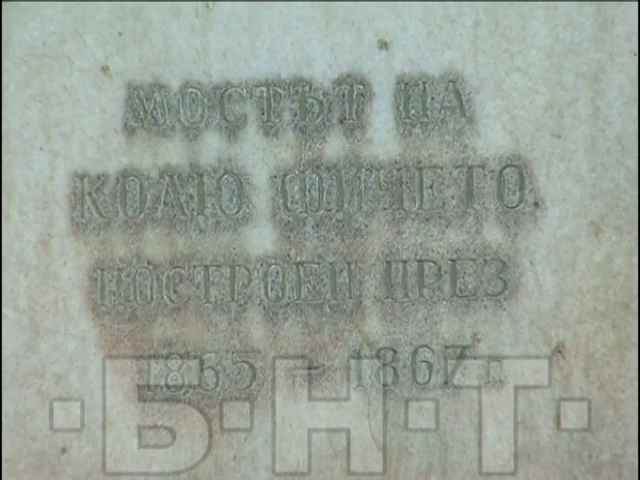 МОСТЪТ НА
КОЛЮ ФИЧЕТО.
ПОСТРОЕН ПРЕЗ
1865 - 1867 г.
·Б·Н·Т·